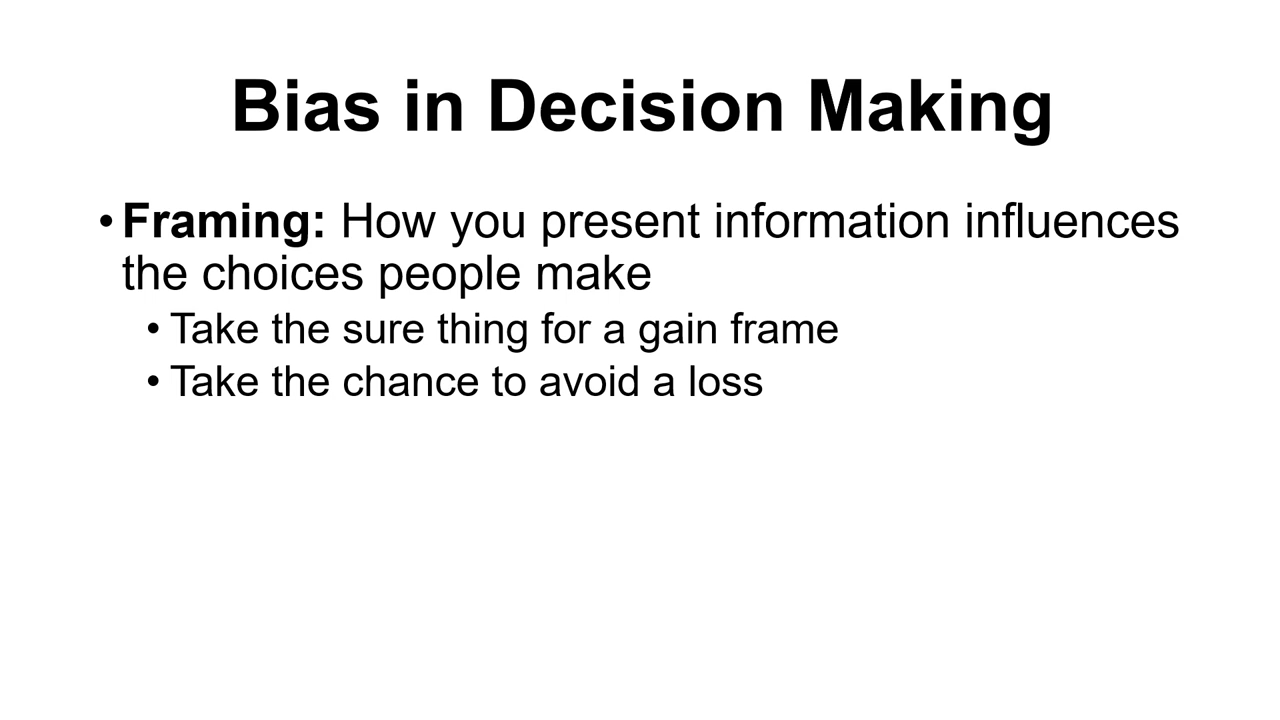 Bias in Decision Making
• Framing: How you present information influences
the choices people make
• Take the sure thing for a gain frame
• Take the chance to avoid a loss